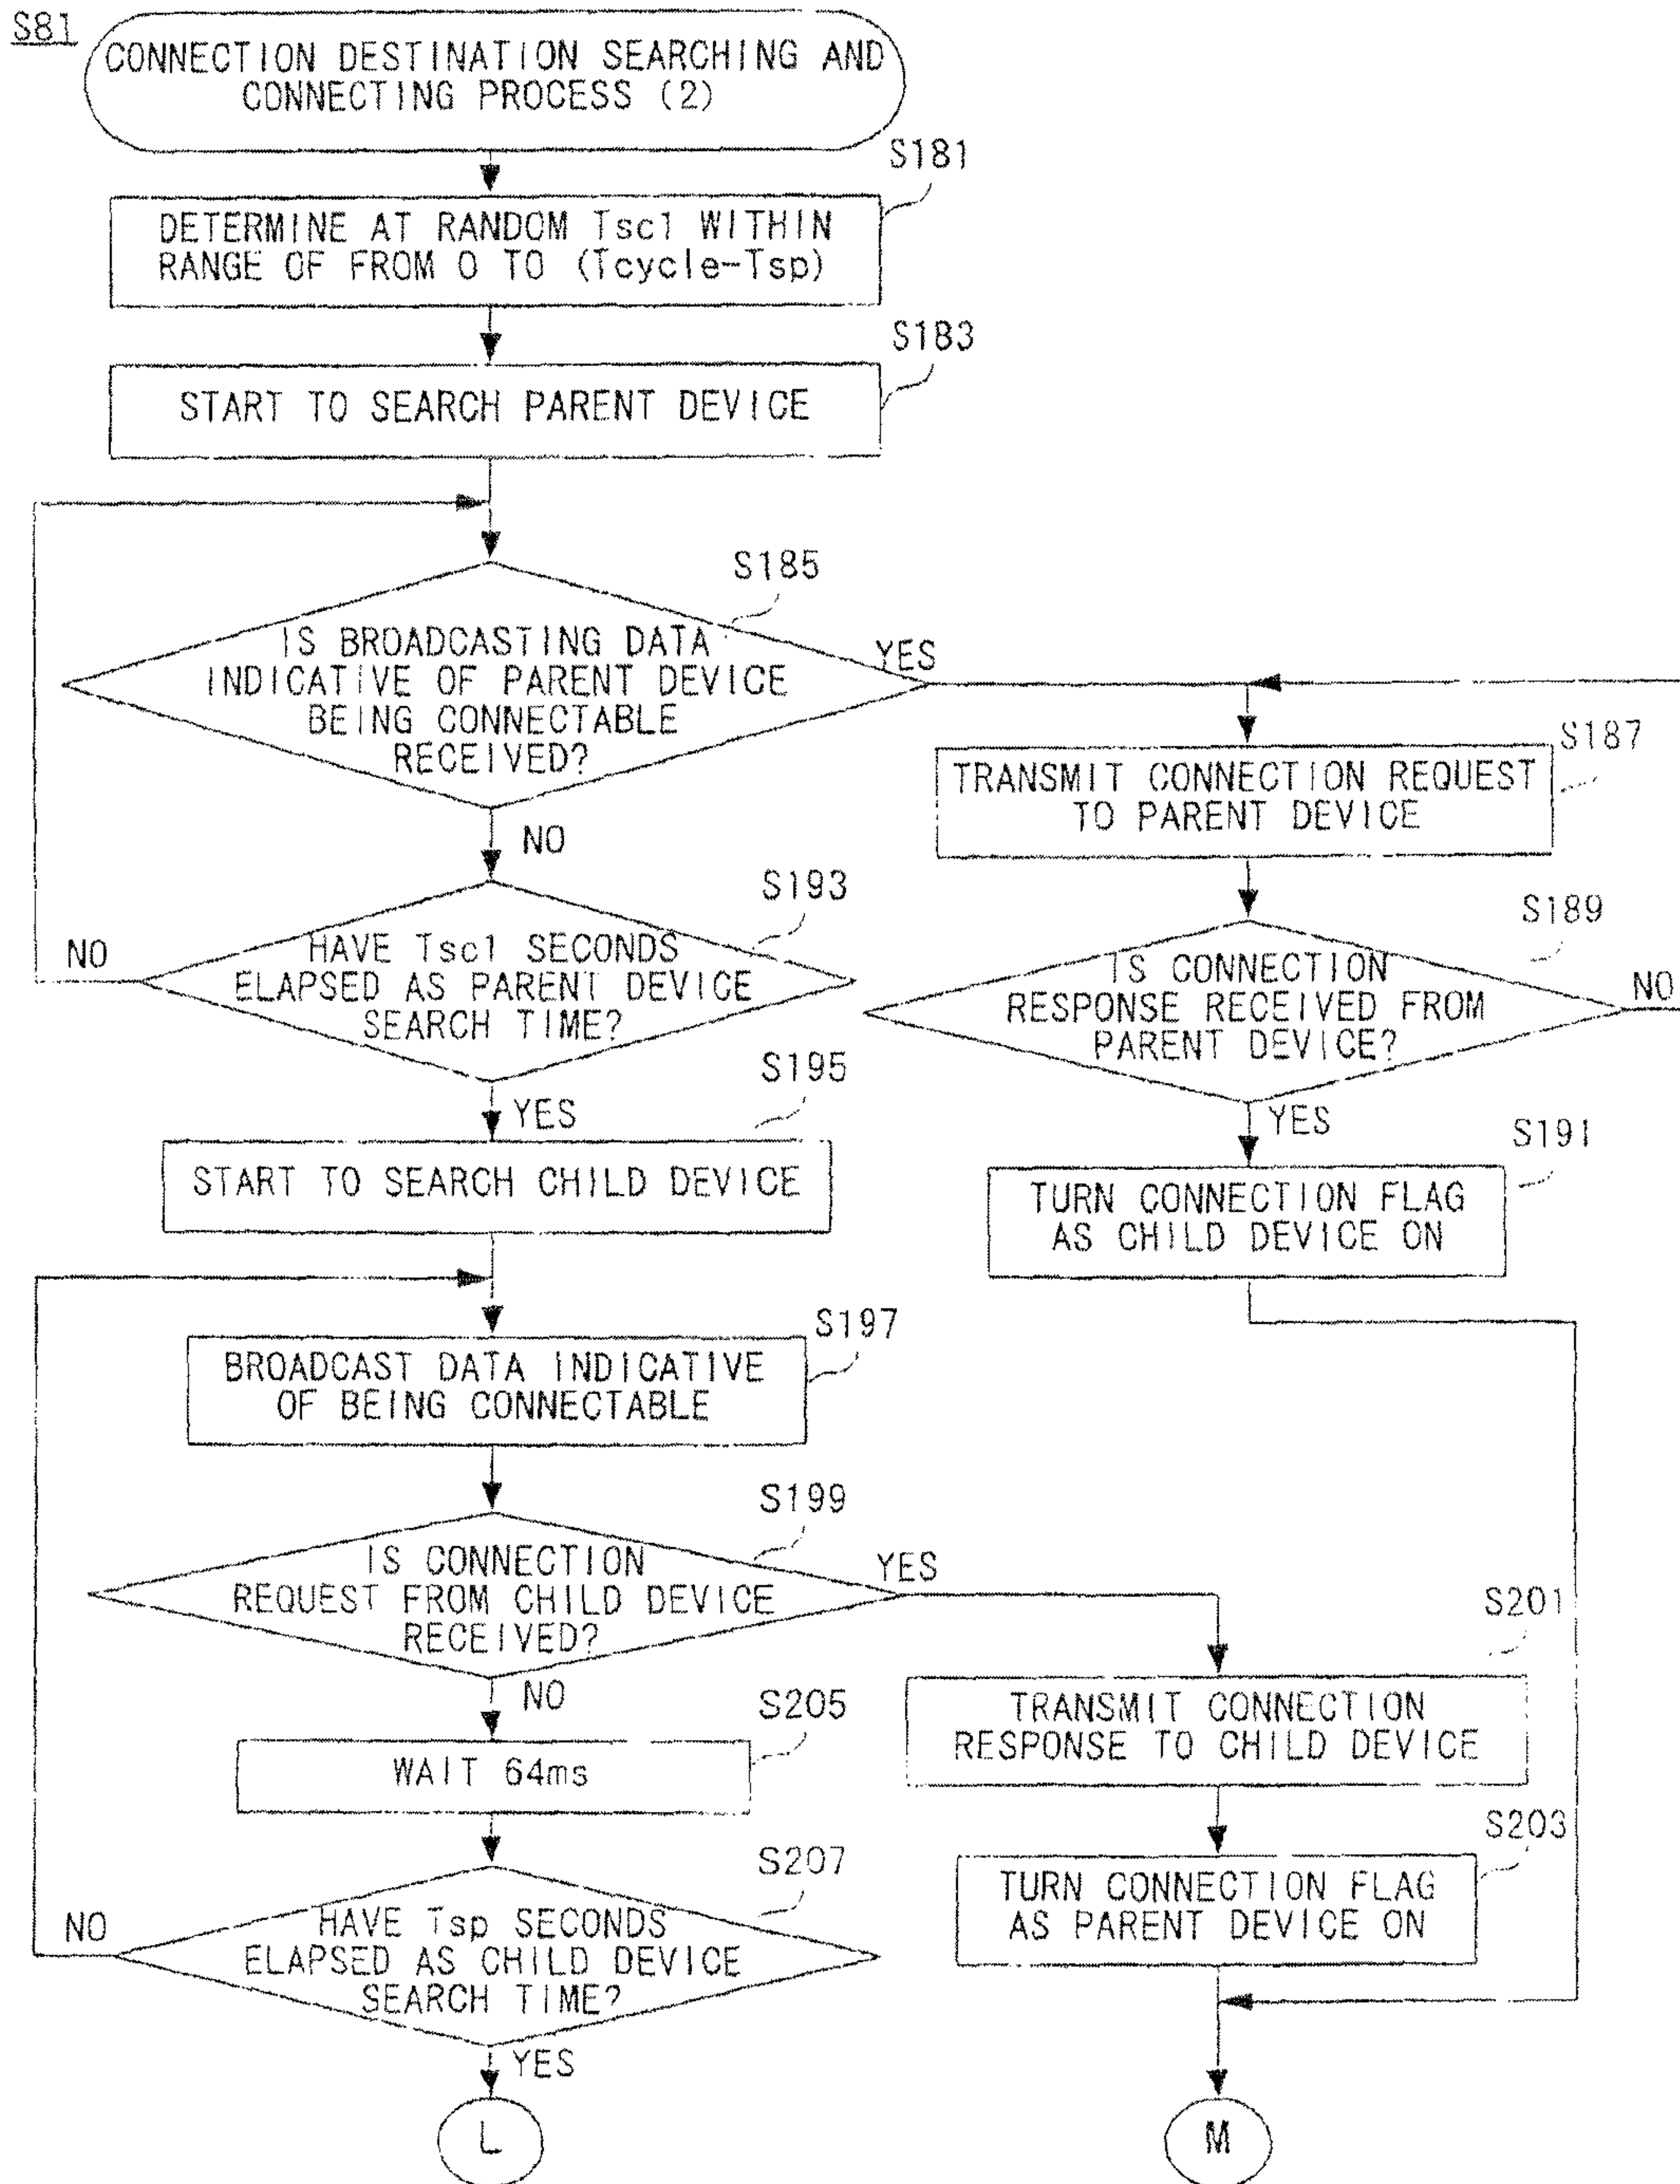 S81
CONNECTION DESTINATION SEARCHING AND
CONNECTING PROCESS (2)
S181
DETERMINE AT RANDOM Tsc1 WITHIN
RANGE OF FROM 0 TO (Tcycle-Tsp)
S183
START TO SEARCH PARENT DEVICE
S185
IS BROADCASTING DATA
INDICATIVE OF PARENT DEVICE
BEING CONNECTABLE
RECEIVED?
YES
NO
S187
TRANSMIT CONNECTION REQUEST
TO PARENT DEVICE
S193
HAVE Tsc1 SECONDS
ELAPSED AS PARENT DEVICE
SEARCH TIME?
NO
YES
S189
IS CONNECTION
RESPONSE RECEIVED FROM
PARENT DEVICE?
NO
YES
S195
START TO SEARCH CHILD DEVICE
S191
TURN CONNECTION FLAG
AS CHILD DEVICE ON
S197
BROADCAST DATA INDICATIVE
OF BEING CONNECTABLE
S199
IS CONNECTION
REQUEST FROM CHILD DEVICE
RECEIVED?
YES
NO
S201
TRANSMIT CONNECTION
RESPONSE TO CHILD DEVICE
S205
WAIT 64ms
S203
TURN CONNECTION FLAG
AS PARENT DEVICE ON
S207
HAVE Tsp SECONDS
ELAPSED AS CHILD DEVICE
SEARCH TIME?
NO
YES
L
M